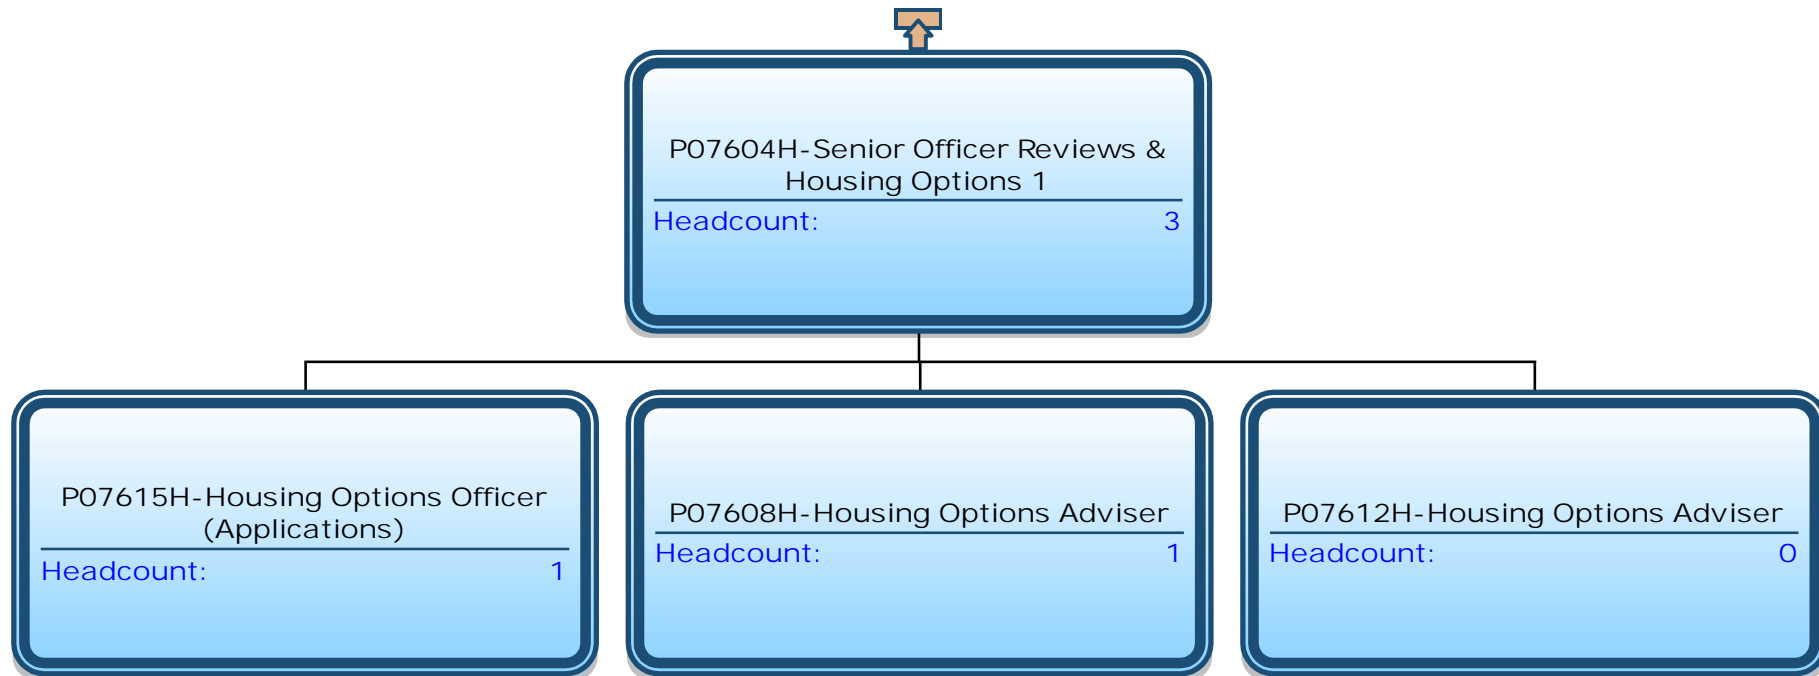 P07604H-Senior Officer Reviews &
Housing Options 1
Headcount: 3
P07615H-Housing Options Officer
(Applications)
Headcount: 1
P07608H-Housing Options Adviser
Headcount: 1
P07612H-Housing Options Adviser
Headcount: 0